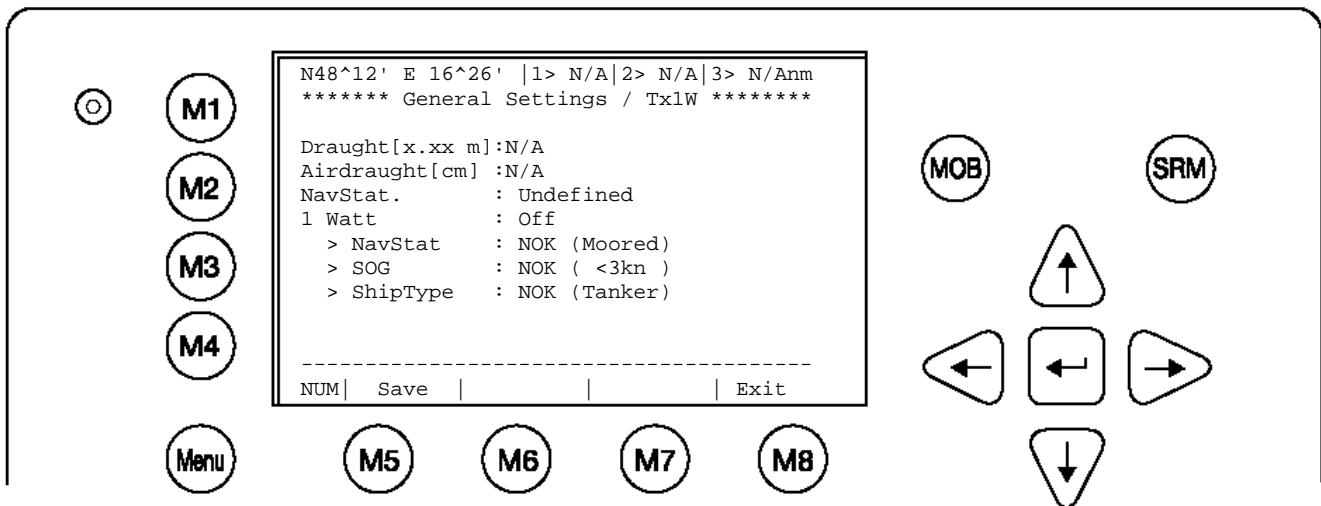 N48^12' E 16^26' |1> N/A|2> N/A|3> N/Anm
******* General Settings / Tx1W ********
Draught[x.xx m]:N/A
Airdraught[cm] :N/A
NavStat. : Undefined
1 Watt : Off
> NavStat : NOK (Moored)
> SOG : NOK ( <3kn )
> ShipType : NOK (Tanker)
----------------------------------------
NUM| Save | | | Exit
M1
M2
M3
M4
Menu
M5
M6
M7
M8
MOB
SRM